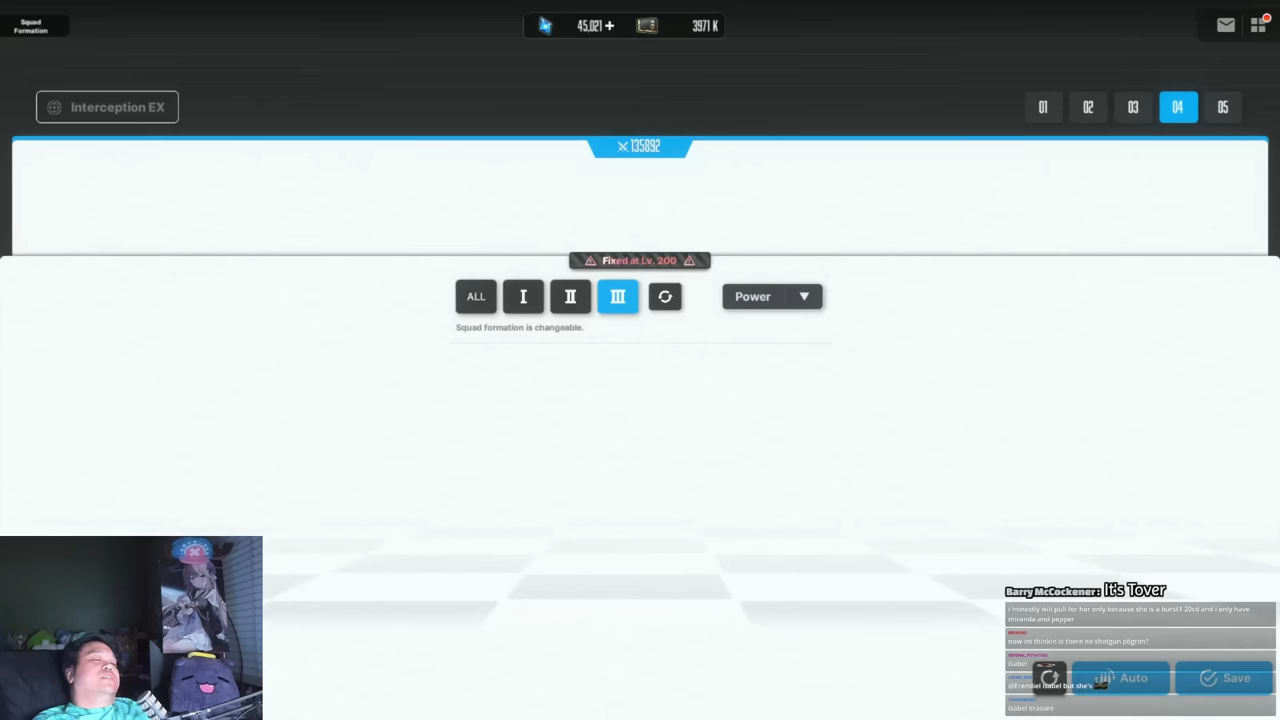 Squad
Formation
45,021 +
3971 K
Interception EX
01
02
03
04
05
135892
Fixed at Lv. 200
ALL
I
II
III
Power
Squad formation is changeable.
Barry McCockener : It's Tover
i honestly will pull for her only because she is a burst1 20cd and i only have
miranda and pepper
now im thinkin is there no shotgun pilgrim?
isabel
@Erendiel isabel but she's
isabel erasure
Auto
Save